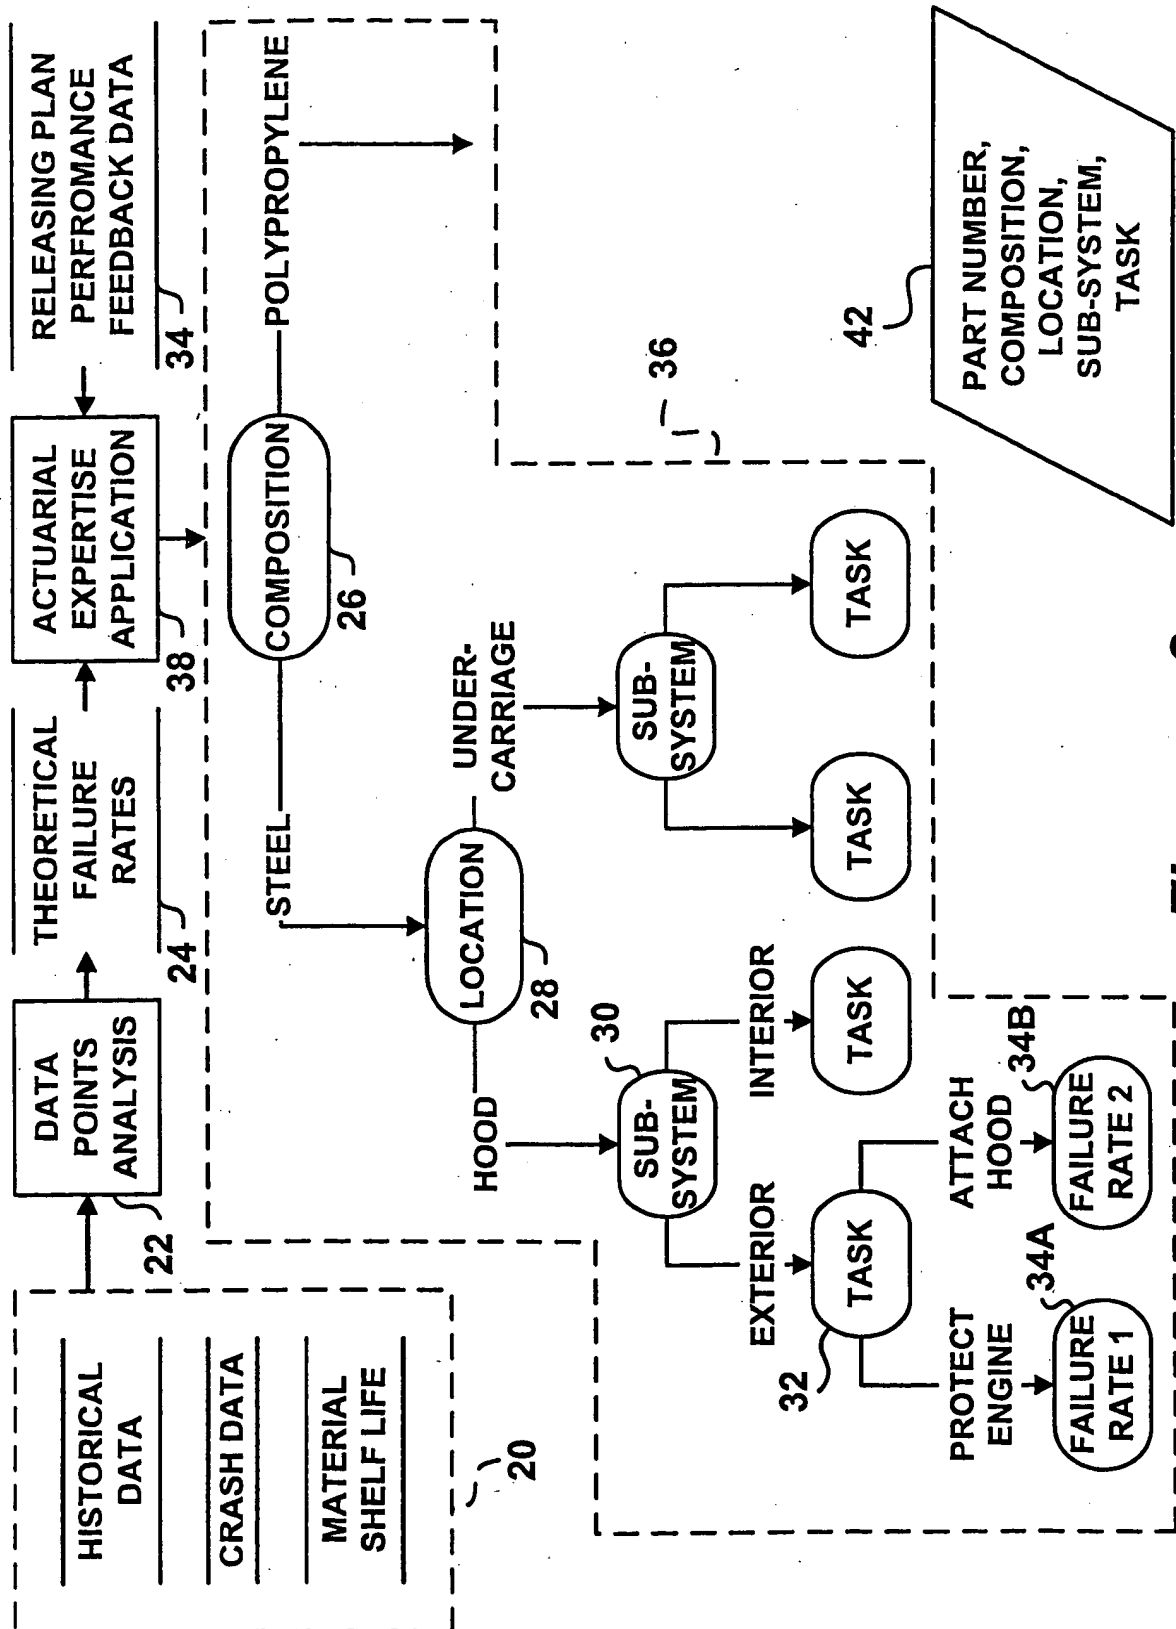 HISTORICAL
DATA
CRASH DATA
MATERIAL
SHELF LIFE
20
DATA
POINTS
ANALYSIS
22
THEORETICAL
FAILURE
RATES
24
ACTUARIAL
EXPERTISE
APPLICATION
38
RELEASING PLAN
PERFROMANCE
FEEDBACK DATA
34
COMPOSITION
26
STEEL
POLYPROPYLENE
LOCATION
28
HOOD
UNDER-
CARRIAGE
SUB-
SYSTEM
30
SUB-
SYSTEM
EXTERIOR
INTERIOR
TASK
32
TASK
TASK
TASK
PROTECT
ENGINE
ATTACH
HOOD
FAILURE
RATE 1
34A
FAILURE
RATE 2
34B
36
42
PART NUMBER,
COMPOSITION,
LOCATION,
SUB-SYSTEM,
TASK